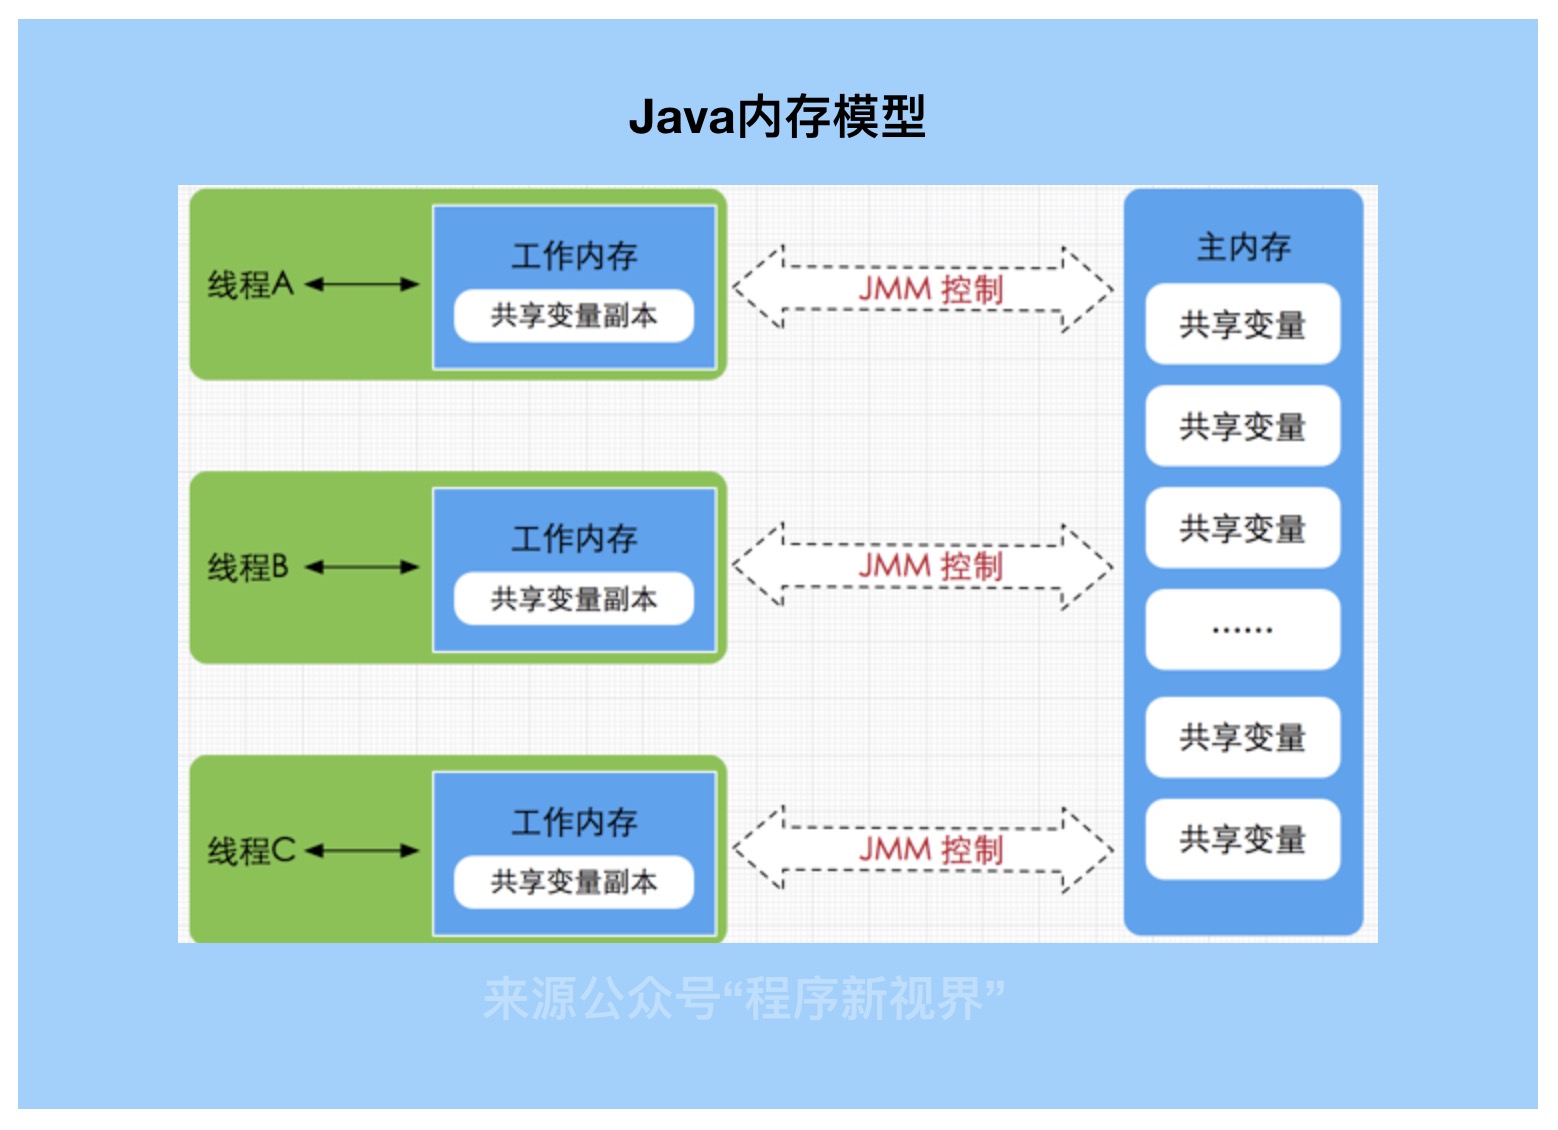 Java内存模型
线程A
工作内存
共享变量副本
JMM 控制
线程B
工作内存
共享变量副本
JMM 控制
线程C
工作内存
共享变量副本
JMM 控制
主内存
共享变量
共享变量
共享变量
……
共享变量
共享变量
来源公众号“程序新视界”